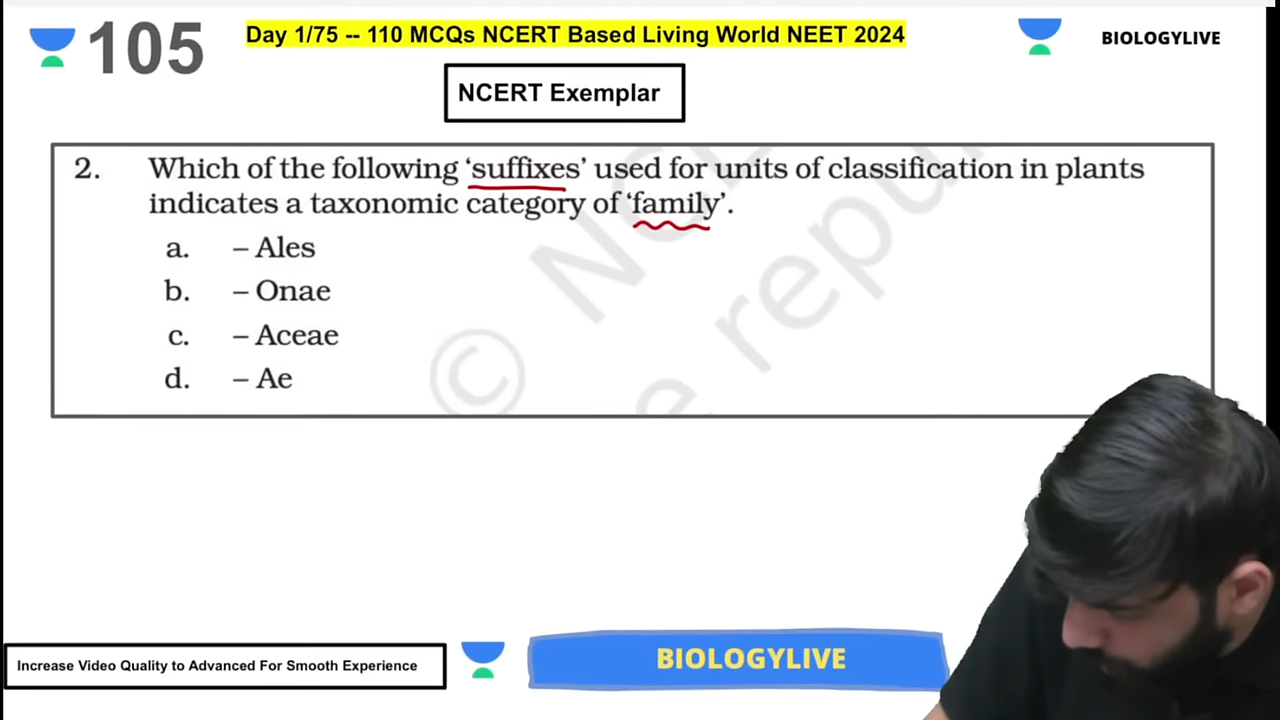 105
Day 1/75 -- 110 MCQs NCERT Based Living World NEET 2024
BIOLOGYLIVE
NCERT Exemplar
2. Which of the following ‘suffixes’ used for units of classification in plants
indicates a taxonomic category of ‘family’.
a. – Ales
b. – Onae
c. – Aceae
d. – Ae
Increase Video Quality to Advanced For Smooth Experience
BIOLOGYLIVE